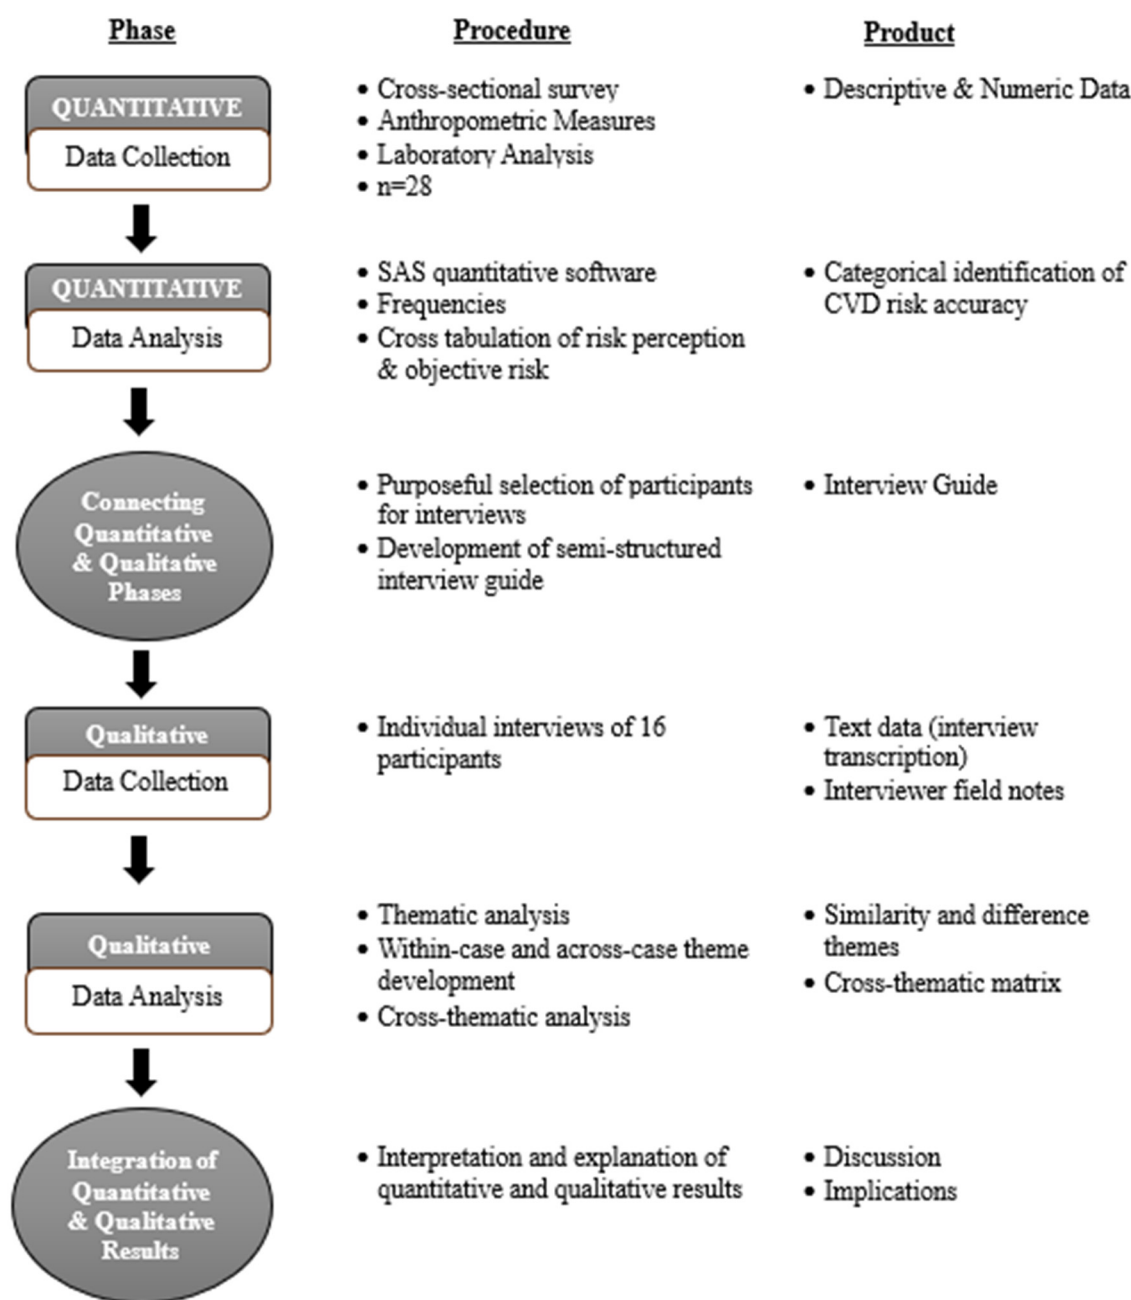 Phase
Procedure
Product
QUANTITATIVE
Data Collection
• Cross-sectional survey
• Anthropometric Measures
• Laboratory Analysis
• n=28
• Descriptive & Numeric Data
QUANTITATIVE
Data Analysis
• SAS quantitative software
• Frequencies
• Cross tabulation of risk perception
& objective risk
• Categorical identification of
CVD risk accuracy
Connecting
Quantitative
& Qualitative
Phases
• Purposeful selection of participants
for interviews
• Development of semi-structured
interview guide
• Interview Guide
Qualitative
Data Collection
• Individual interviews of 16
participants
• Text data (interview
transcription)
• Interviewer field notes
Qualitative
Data Analysis
• Thematic analysis
• Within-case and across-case theme
development
• Cross-thematic analysis
• Similarity and difference
themes
• Cross-thematic matrix
Integration of
Quantitative
& Qualitative
Results
• Interpretation and explanation of
quantitative and qualitative results
• Discussion
• Implications